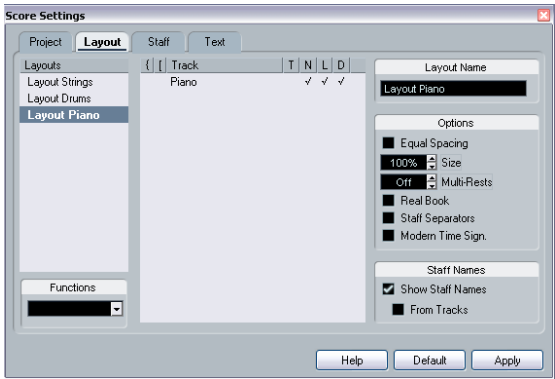 Score Settings
Project Layout Staff Text
Layouts
Layout Strings
Layout Drums
Layout Piano
Functions
{ [ Track T N L D
Piano ✓ ✓ ✓
Layout Name
Layout Piano
Options
Equal Spacing
100% Size
Off Multi-Rests
Real Book
Staff Separators
Modern Time Sign.
Staff Names
Show Staff Names
From Tracks
Help Default Apply